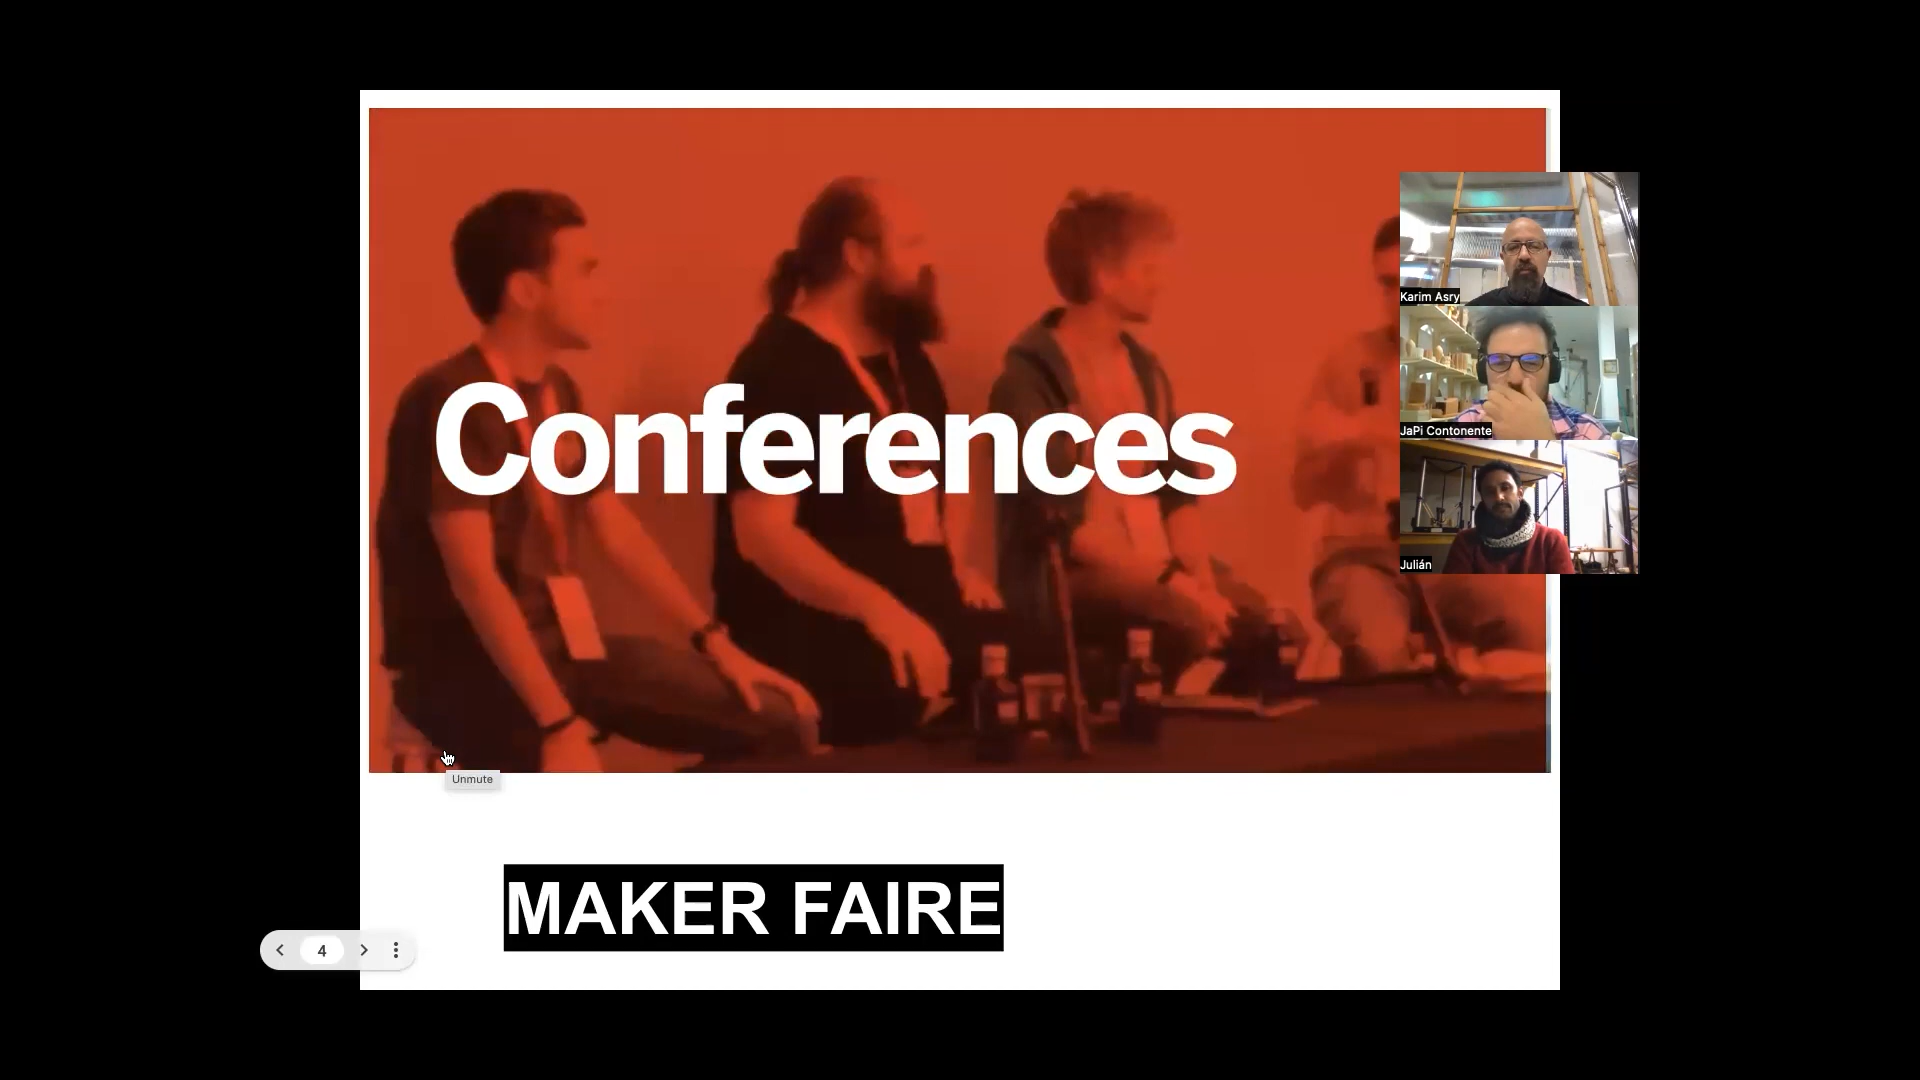 Conferences
Karim Asry
JaPi Contonente
Julián
Unmute
MAKER FAIRE
4